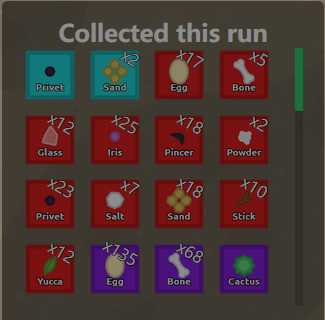 Collected this run
x2 x17 x5
Privet Sand Egg Bone
x12 x25 x18 x2
Glass Iris Pincer Powder
x23 x7 x18 x10
Privet Salt Sand Stick
x12 x135 x68
Yucca Egg Bone Cactus